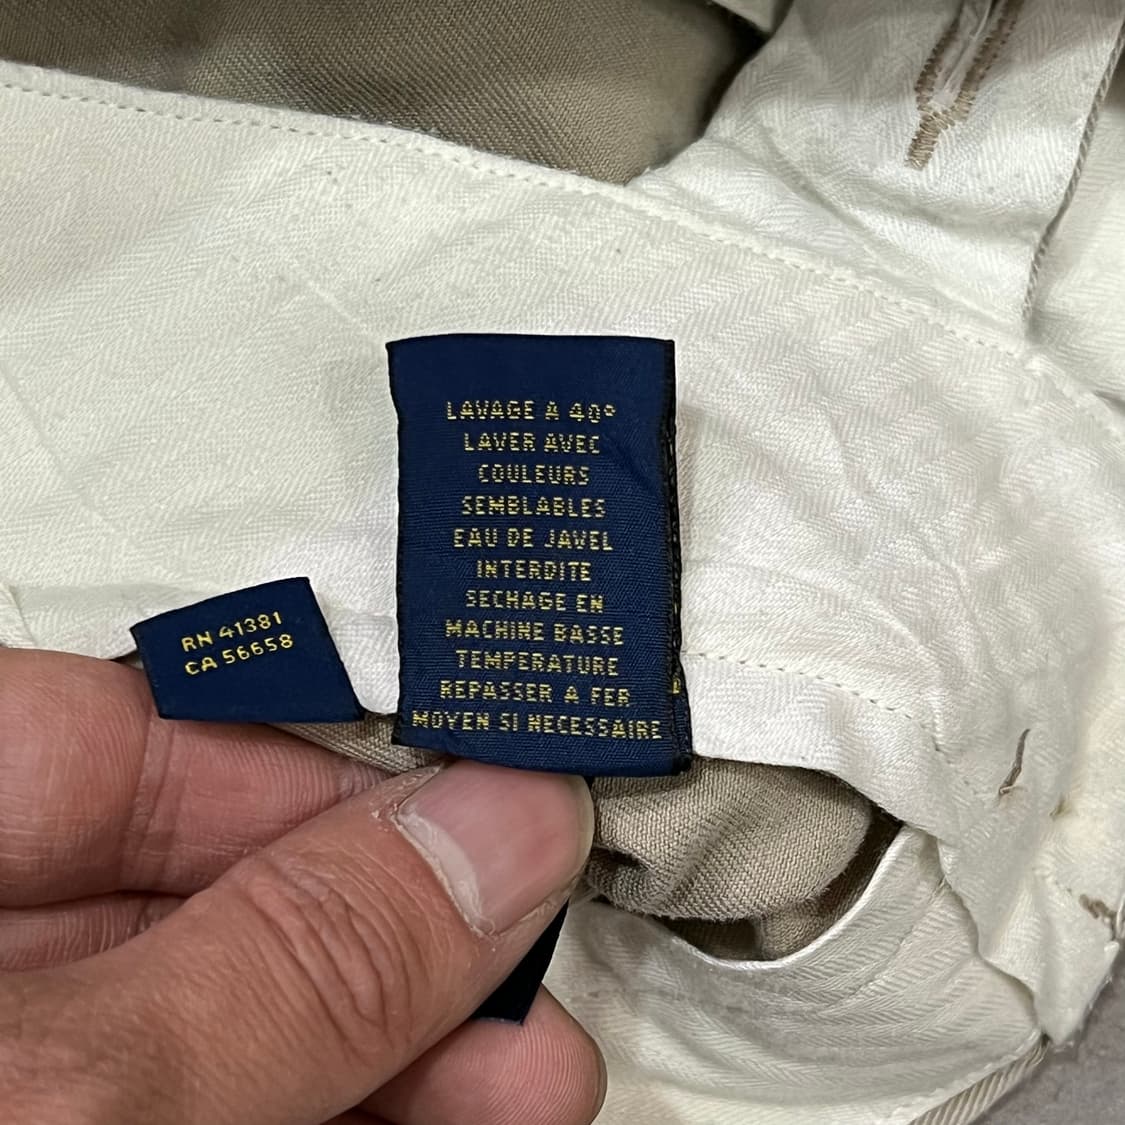 LAVAGE A 40°
LAVER AVEC
COULEURS
SEMBLABLES
EAU DE JAVEL
INTERDITE
SECHAGE EN
MACHINE BASSE
TEMPERATURE
REPASSER A FER
MOYEN SI NECESSAIRE
RN 41381
CA 56658